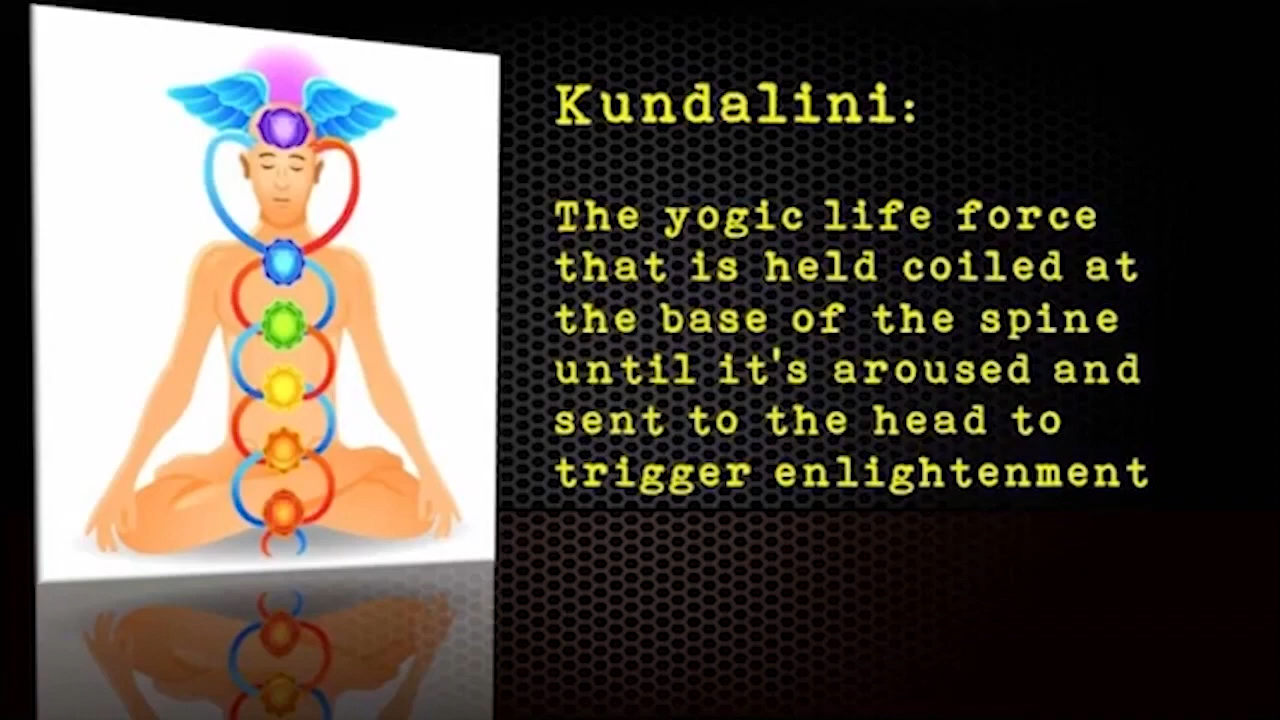 Kundalini:
The yogic life force
that is held coiled at
the base of the spine
until it's aroused and
sent to the head to
trigger enlightenment